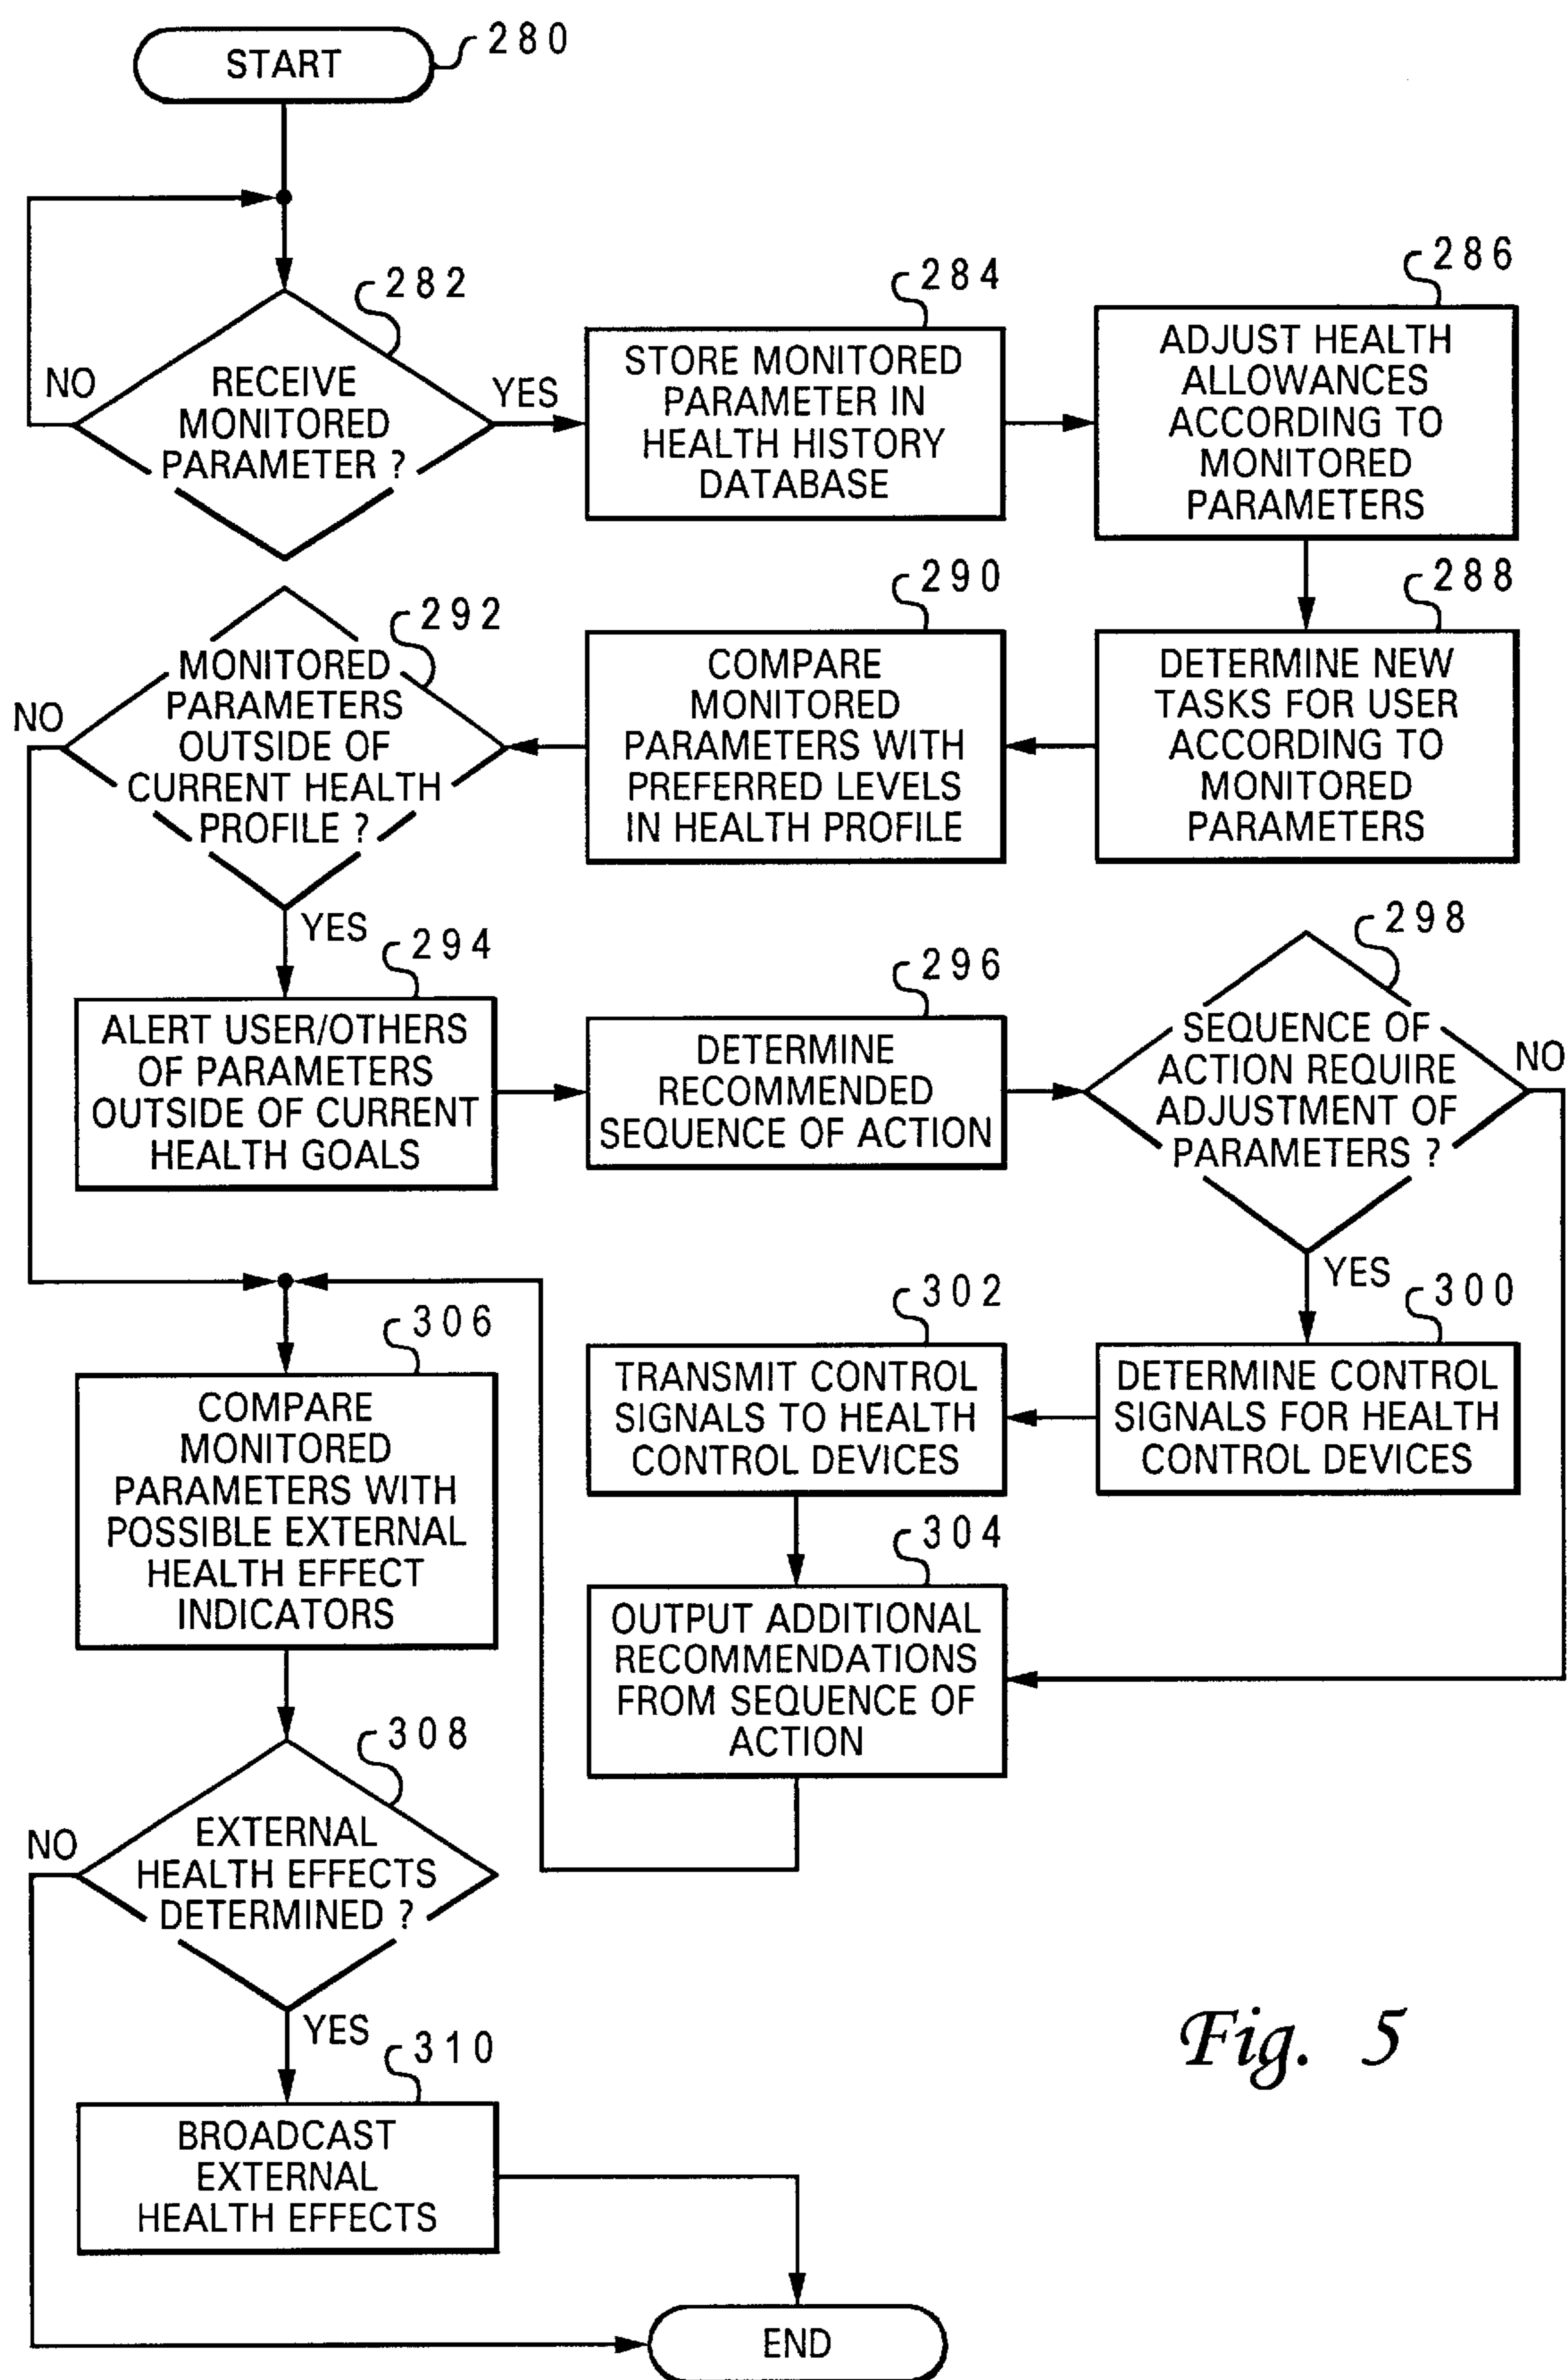 START
280
282
NO
RECEIVE
MONITORED
PARAMETER ?
YES
284
STORE MONITORED
PARAMETER IN
HEALTH HISTORY
DATABASE
286
ADJUST HEALTH
ALLOWANCES
ACCORDING TO
MONITORED
PARAMETERS
288
DETERMINE NEW
TASKS FOR USER
ACCORDING TO
MONITORED
PARAMETERS
290
COMPARE
MONITORED
PARAMETERS WITH
PREFERRED LEVELS
IN HEALTH PROFILE
292
NO
MONITORED
PARAMETERS
OUTSIDE OF
CURRENT HEALTH
PROFILE ?
YES
294
ALERT USER/OTHERS
OF PARAMETERS
OUTSIDE OF CURRENT
HEALTH GOALS
296
DETERMINE
RECOMMENDED
SEQUENCE OF ACTION
298
SEQUENCE OF
ACTION REQUIRE
ADJUSTMENT OF
PARAMETERS ?
NO
YES
300
DETERMINE CONTROL
SIGNALS FOR HEALTH
CONTROL DEVICES
302
TRANSMIT CONTROL
SIGNALS TO HEALTH
CONTROL DEVICES
304
OUTPUT ADDITIONAL
RECOMMENDATIONS
FROM SEQUENCE OF
ACTION
306
COMPARE
MONITORED
PARAMETERS WITH
POSSIBLE EXTERNAL
HEALTH EFFECT
INDICATORS
308
NO
EXTERNAL
HEALTH EFFECTS
DETERMINED ?
YES
310
BROADCAST
EXTERNAL
HEALTH EFFECTS
END
Fig. 5